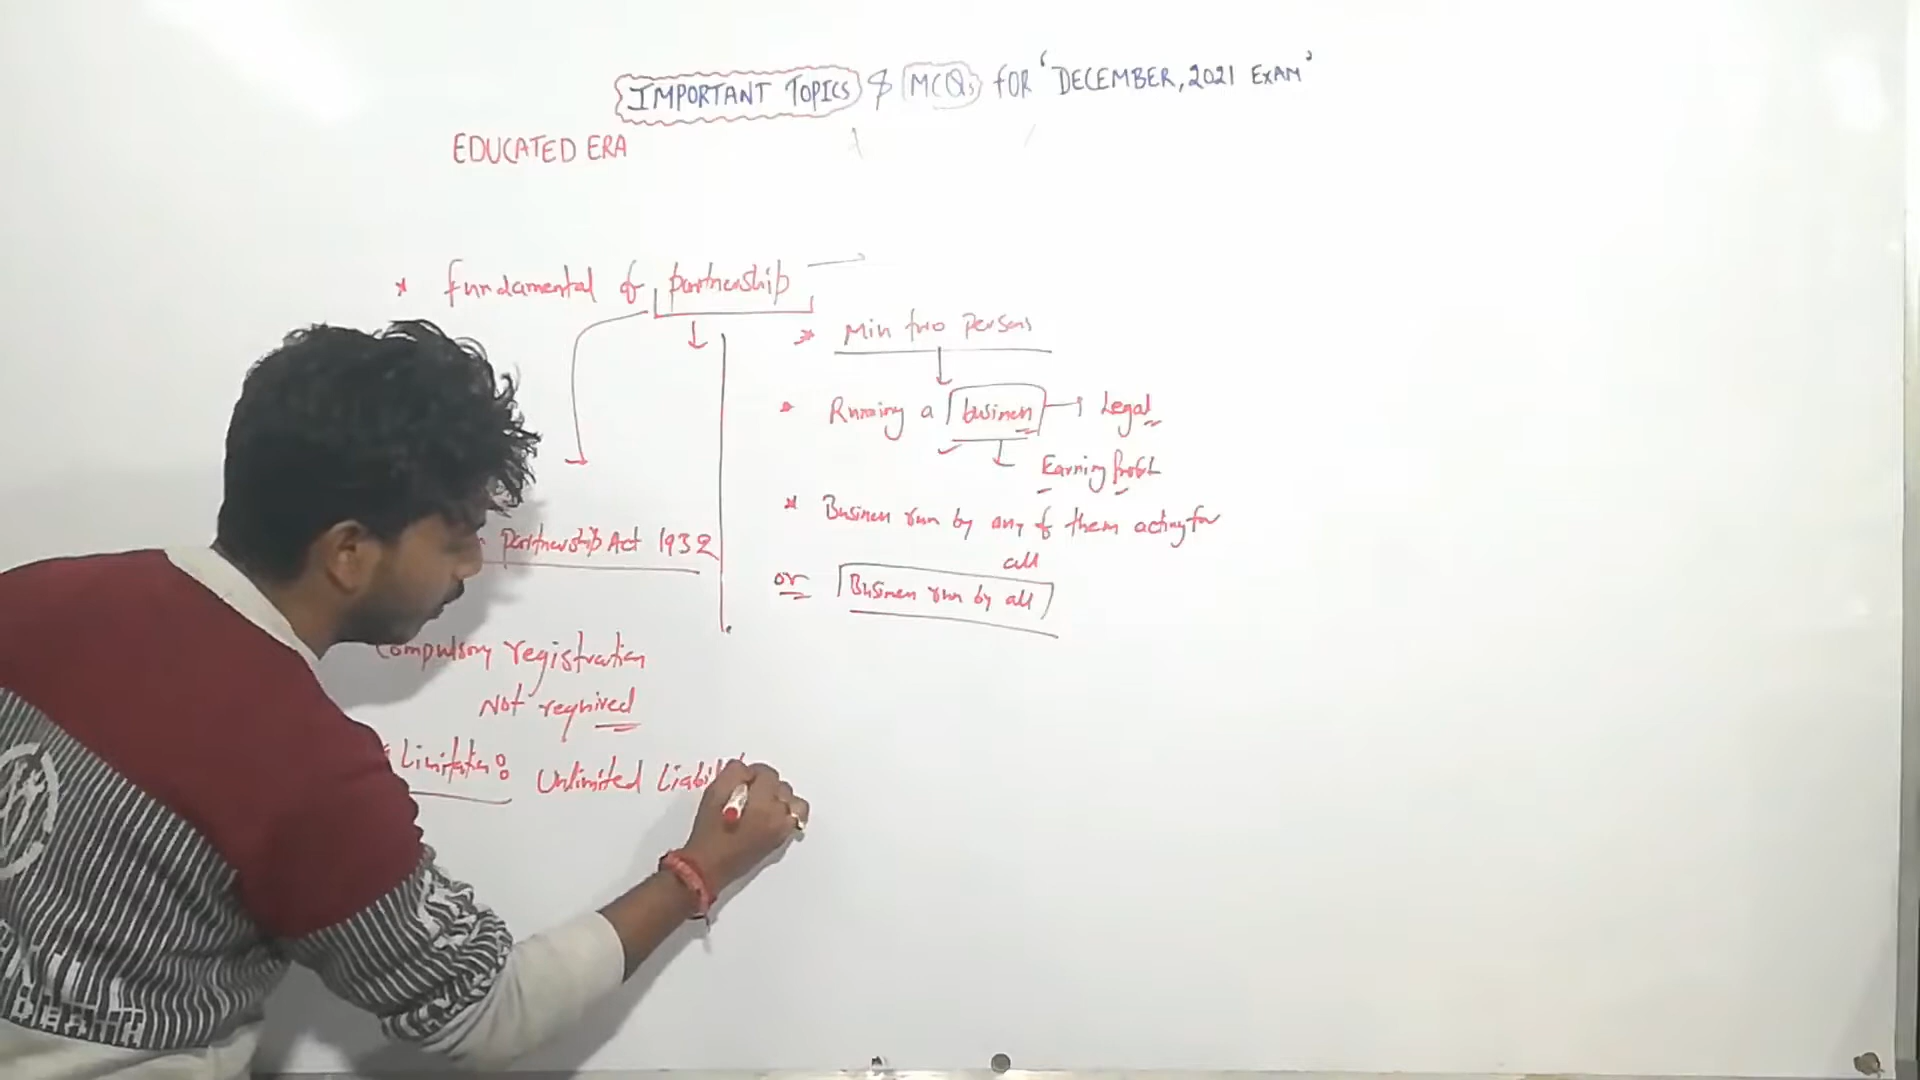 IMPORTANT TOPICS & MCQs FOR 'DECEMBER, 2021 EXAM'
EDUCATED ERA
* fundamental of partnership
* Min two persons
* Running a business
Legal
Earning Profit
* Business run by any of them acting for
all
or Business run by all
Partnership Act 1932
Compulsory registration
Not required
Limitation:
Unlimited Liabil
DEATH